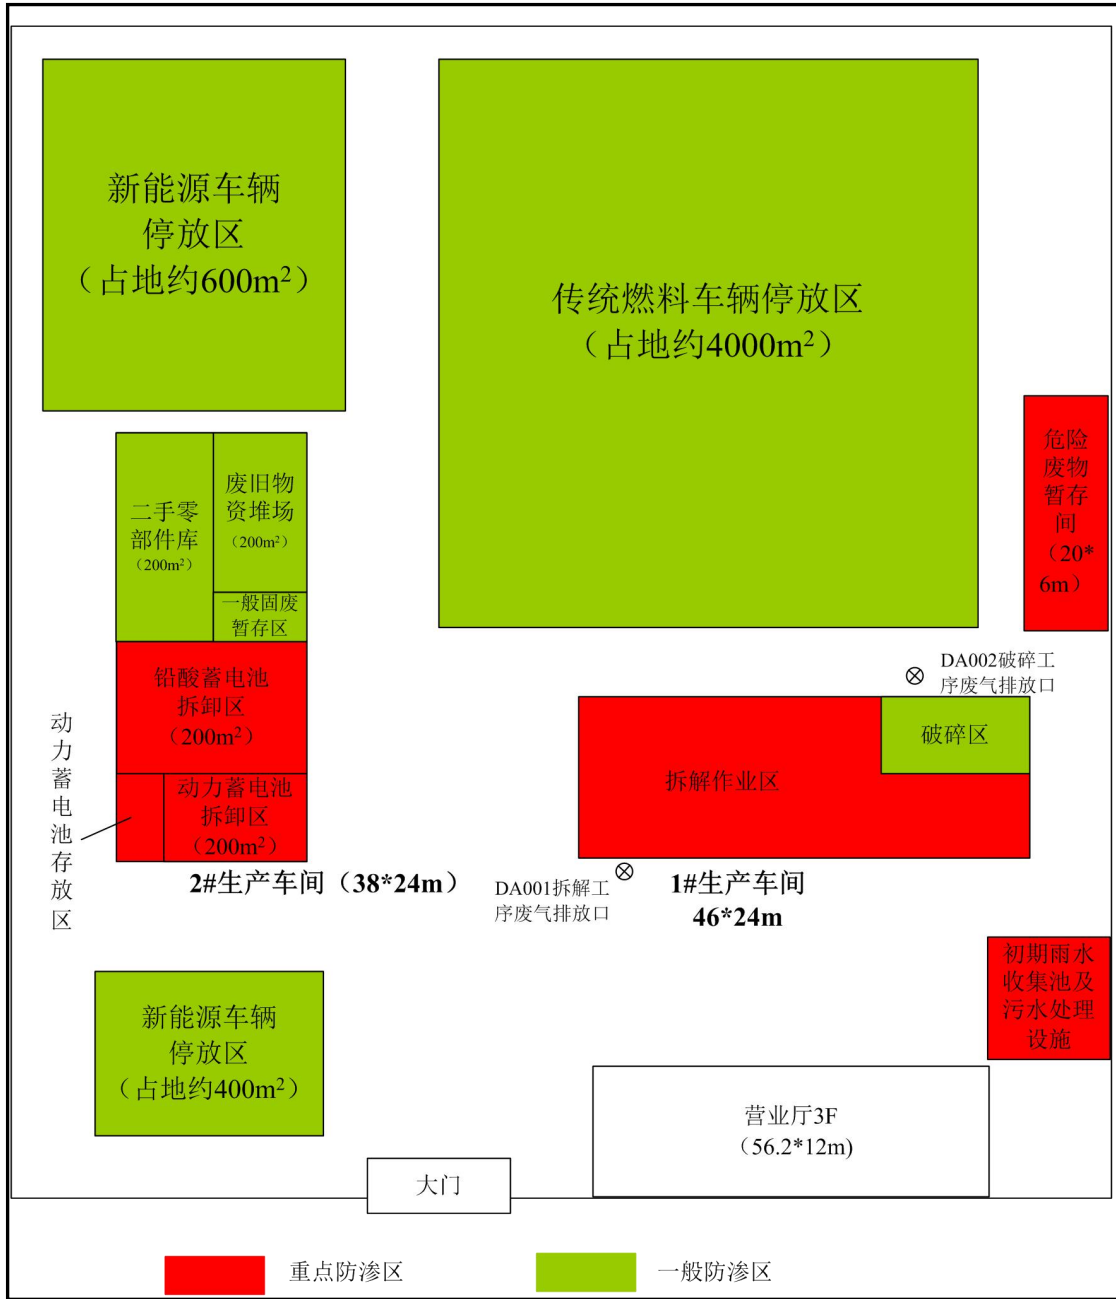 新能源车辆
停放区
（占地约600m²）
传统燃料车辆停放区
（占地约4000m²）
危险
废物
暂存
间
（20*
6m）
二手零
部件库
（200m²）
废旧物
资堆场
（200m²）
一般固废
暂存区
铅酸蓄电池
拆卸区
（200m²）
动力蓄电池存放区
动力蓄电池
拆卸区
（200m²）
2#生产车间（38*24m）
DA002破碎工
序废气排放口
破碎区
拆解作业区
DA001拆解工
序废气排放口
1#生产车间
46*24m
初期雨水
收集池及
污水处理
设施
新能源车辆
停放区
（占地约400m²）
营业厅3F
（56.2*12m)
大门
重点防渗区
一般防渗区